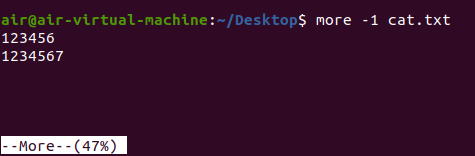 air@air-virtual-machine:~/Desktop$ more -1 cat.txt
123456
1234567
--More--(47%)